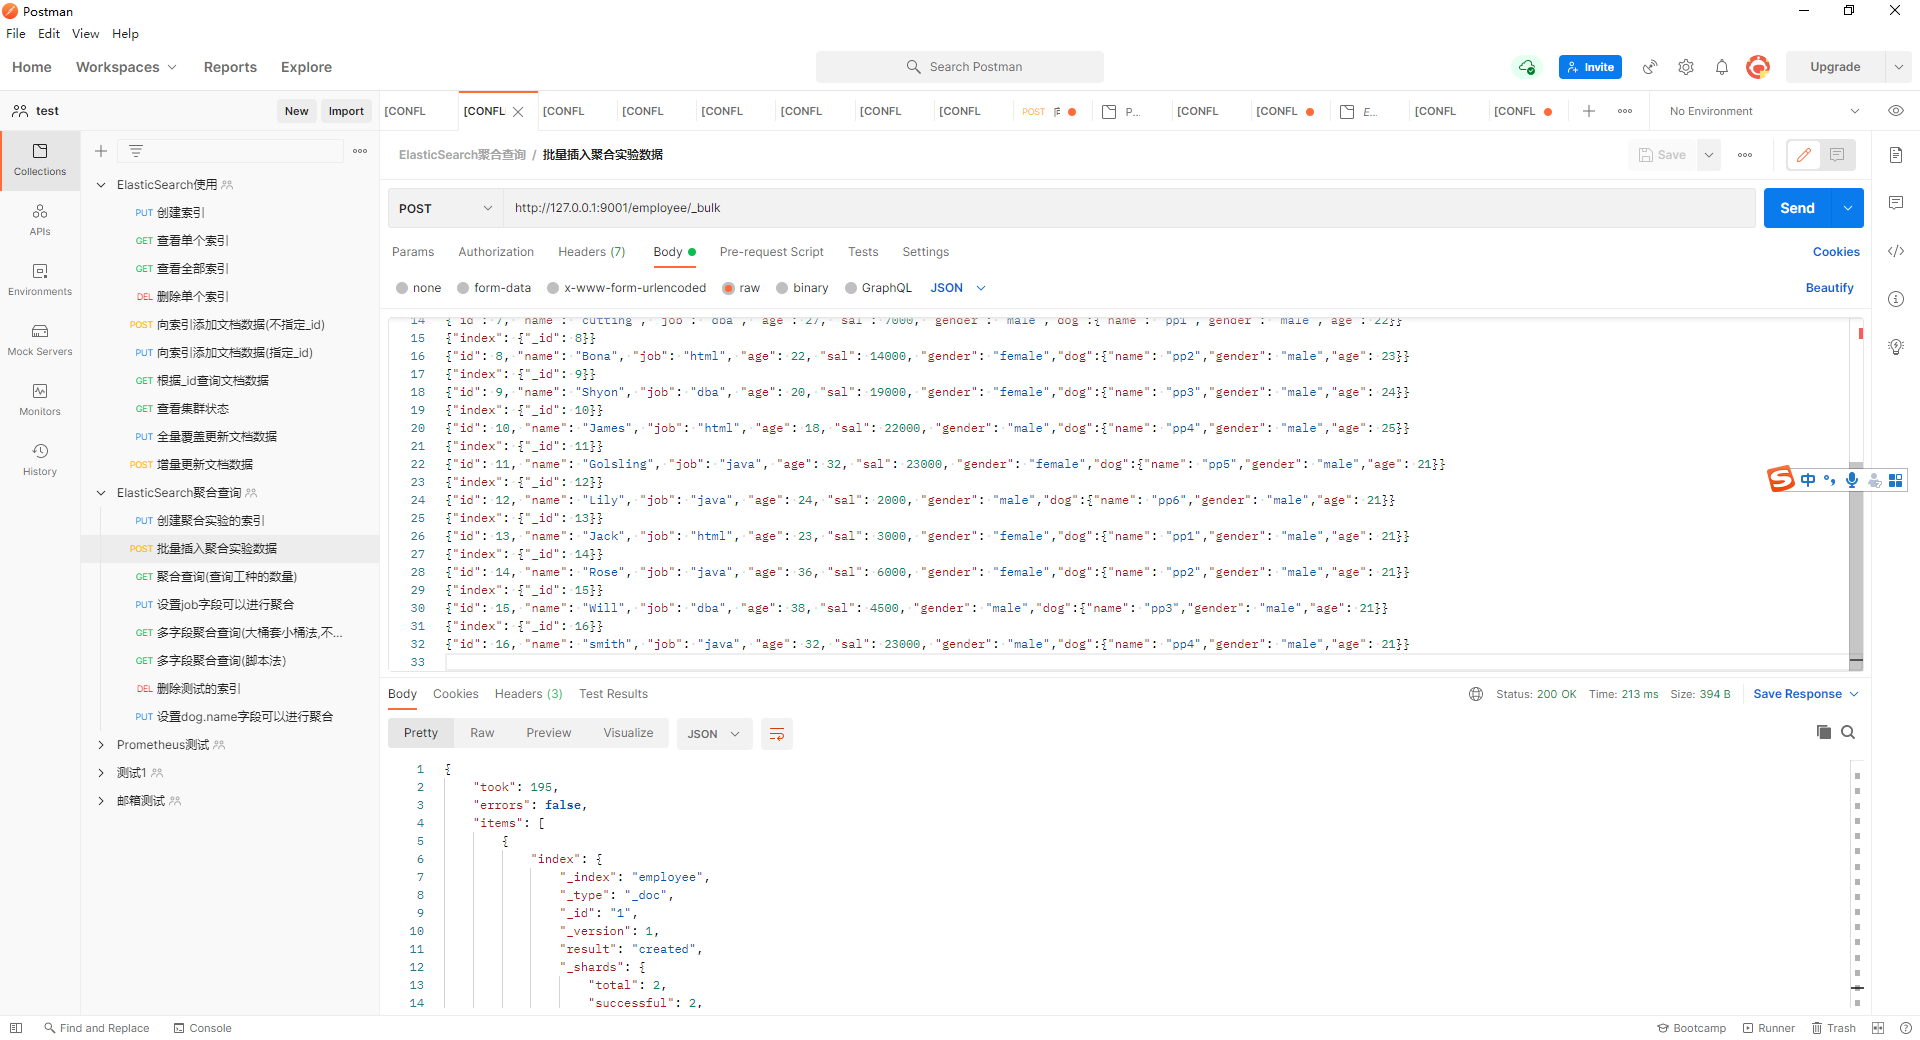 Postman
File Edit View Help
Home Workspaces Reports Explore
Search Postman
Invite
Upgrade
test
New Import
[CONFL [CONFL [CONFL [CONFL [CONFL [CONFL [CONFL [CONFL POST P... [CONFL [CONFL E... [CONFL [CONFL
No Environment
ElasticSearch聚合查询 / 批量插入聚合实验数据
Save
Collections
APIs
Environments
Mock Servers
Monitors
History
ElasticSearch使用
PUT 创建索引
GET 查看单个索引
GET 查看全部索引
DEL 删除单个索引
POST 向索引添加文档数据(不指定_id)
PUT 向索引添加文档数据(指定_id)
GET 根据_id查询文档数据
GET 查看集群状态
PUT 全量覆盖更新文档数据
POST 增量更新文档数据
ElasticSearch聚合查询
PUT 创建聚合实验的索引
POST 批量插入聚合实验数据
GET 聚合查询(查询工种的数量)
PUT 设置job字段可以进行聚合
GET 多字段聚合查询(大桶套小桶法,不...
GET 多字段聚合查询(脚本法)
DEL 删除测试的索引
PUT 设置dog.name字段可以进行聚合
Prometheus测试
测试1
邮箱测试
POST http://127.0.0.1:9001/employee/_bulk Send
Params Authorization Headers (7) Body Pre-request Script Tests Settings Cookies
none form-data x-www-form-urlencoded raw binary GraphQL JSON Beautify
14 {"id": 7, "name": "cutting", "job": "dba", "age": 27, "sal": 7000, "gender": "male","dog":{"name": "pp1","gender": "male","age": 22}}
15 {"index": {"_id": 8}}
16 {"id": 8, "name": "Bona", "job": "html", "age": 22, "sal": 14000, "gender": "female","dog":{"name": "pp2","gender": "male","age": 23}}
17 {"index": {"_id": 9}}
18 {"id": 9, "name": "Shyon", "job": "dba", "age": 20, "sal": 19000, "gender": "female","dog":{"name": "pp3","gender": "male","age": 24}}
19 {"index": {"_id": 10}}
20 {"id": 10, "name": "James", "job": "html", "age": 18, "sal": 22000, "gender": "male","dog":{"name": "pp4","gender": "male","age": 25}}
21 {"index": {"_id": 11}}
22 {"id": 11, "name": "Golsling", "job": "java", "age": 32, "sal": 23000, "gender": "female","dog":{"name": "pp5","gender": "male","age": 21}}
23 {"index": {"_id": 12}}
24 {"id": 12, "name": "Lily", "job": "java", "age": 24, "sal": 2000, "gender": "male","dog":{"name": "pp6","gender": "male","age": 21}}
25 {"index": {"_id": 13}}
26 {"id": 13, "name": "Jack", "job": "html", "age": 23, "sal": 3000, "gender": "female","dog":{"name": "pp1","gender": "male","age": 21}}
27 {"index": {"_id": 14}}
28 {"id": 14, "name": "Rose", "job": "java", "age": 36, "sal": 6000, "gender": "female","dog":{"name": "pp2","gender": "male","age": 21}}
29 {"index": {"_id": 15}}
30 {"id": 15, "name": "Will", "job": "dba", "age": 38, "sal": 4500, "gender": "male","dog":{"name": "pp3","gender": "male","age": 21}}
31 {"index": {"_id": 16}}
32 {"id": 16, "name": "smith", "job": "java", "age": 32, "sal": 23000, "gender": "male","dog":{"name": "pp4","gender": "male","age": 21}}
33
S 中
Body Cookies Headers (3) Test Results Status: 200 OK Time: 213 ms Size: 394 B Save Response
Pretty Raw Preview Visualize JSON
1 {
2 "took": 195,
3 "errors": false,
4 "items": [
5 {
6 "index": {
7 "_index": "employee",
8 "_type": "_doc",
9 "_id": "1",
10 "_version": 1,
11 "result": "created",
12 "_shards": {
13 "total": 2,
14 "successful": 2,
Find and Replace Console Bootcamp Runner Trash